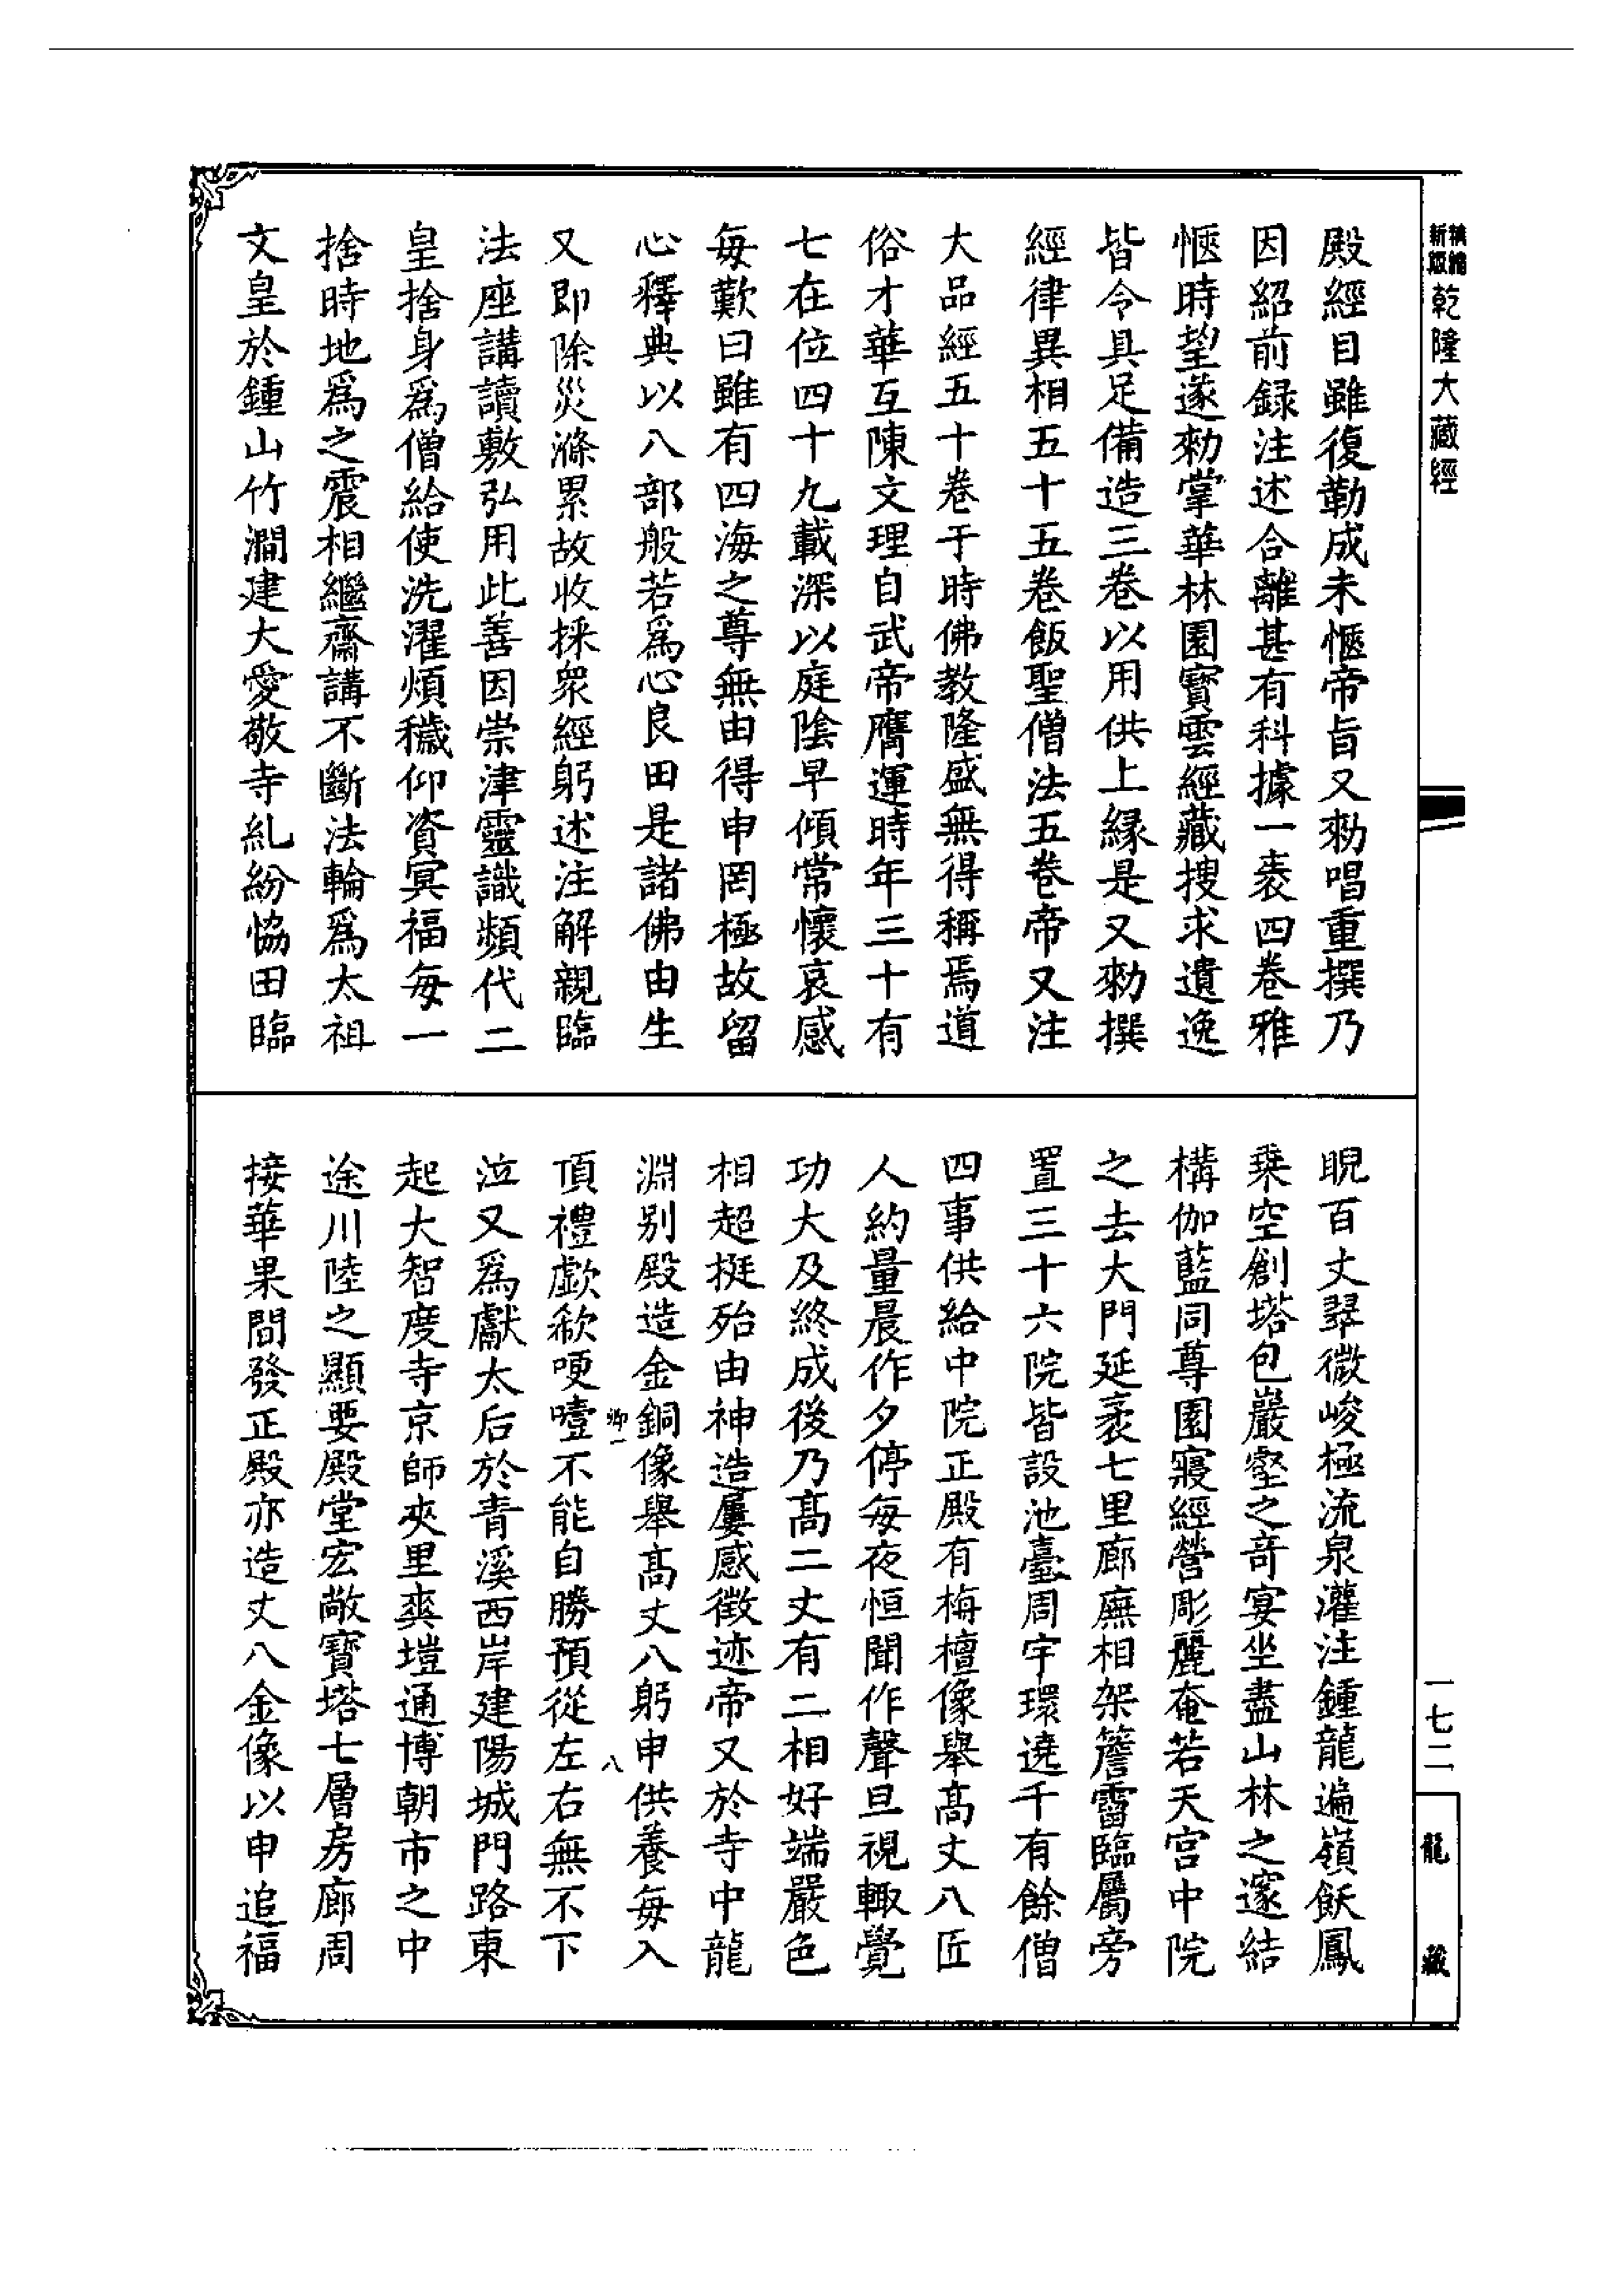 新版
精縮
乾隆大藏經
殿經目雖復勒成未愜帝旨又勑唱重撰乃
因紹前録注述合離甚有科據一袠四卷雅
愜時望遂勑掌華林園寳雲經藏搜求遺逸
皆令具足備造三卷以用供上緣是又勑撰
經律異相五十五卷飯聖僧法五卷帝又注
大品經五十卷于時佛教隆盛無得稱焉道
俗才華互陳文理自武帝膺運時年三十有
七在位四十九載深以庭陰早傾常懷哀感
每歎曰雖有四海之尊無由得申罔極故留
心釋典以八部般若爲心良田是諸佛由生
又即除災滌累故收採眾經躬述注解親臨
法座講讀敷弘用此善因崇津靈識頻代二
皇捨身爲僧給使洗濯煩穢仰資冥福每一
捨時地爲之震相繼齋講不斷法輪爲太祖
文皇於鍾山竹澗建大愛敬寺糺紛恊田臨
睨百丈翠微峻極流泉灌注鍾龍遍嶺飫鳳
乗空創塔包巖壑之竒宴坐盡山林之邃結
構伽藍同尊園寢經營彫麗奄若天宫中院
之去大門延袤七里廊廡相架簷霤臨屬旁
置三十六院皆設池臺周宇環遶千有餘僧
四事供給中院正殿有栴檀像舉髙丈八匠
人約量晨作夕停每夜恒聞作聲旦視輙覺
功大及終成後乃髙二丈有二相好端嚴色
相超挺殆由神造屢感徴迹帝又於寺中龍
淵别殿造金銅像舉髙丈八躬申供養每入
卿一
八
頂禮歔欷哽噎不能自勝預從左右無不下
泣又爲獻太后於青溪西岸建陽城門路東
起大智度寺京師夾里爽塏通博朝市之中
途川陸之顯要殿堂宏敞寳塔七層房廊周
接華果間發正殿亦造丈八金像以申追福
一七二
龍藏